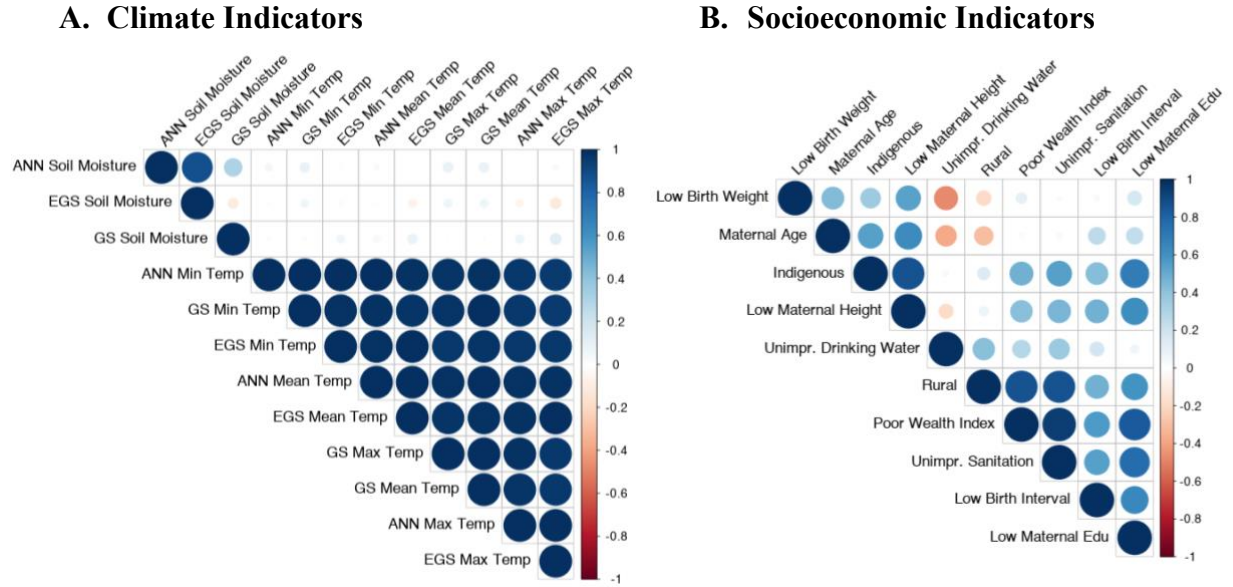 A. Climate Indicators
ANN Soil Moisture
EGS Soil Moisture
GS Soil Moisture
ANN Min Temp
GS Min Temp
EGS Min Temp
ANN Mean Temp
EGS Mean Temp
GS Max Temp
GS Mean Temp
ANN Max Temp
EGS Max Temp
ANN Soil Moisture
EGS Soil Moisture
GS Soil Moisture
ANN Min Temp
GS Min Temp
EGS Min Temp
ANN Mean Temp
EGS Mean Temp
GS Max Temp
GS Mean Temp
ANN Max Temp
EGS Max Temp
1
0.8
0.6
0.4
0.2
0
-0.2
-0.4
-0.6
-0.8
-1
B. Socioeconomic Indicators
Low Birth Weight
Maternal Age
Indigenous
Low Maternal Height
Unimpr. Drinking Water
Rural
Poor Wealth Index
Unimpr. Sanitation
Low Birth Interval
Low Maternal Edu
Low Birth Weight
Maternal Age
Indigenous
Low Maternal Height
Unimpr. Drinking Water
Rural
Poor Wealth Index
Unimpr. Sanitation
Low Birth Interval
Low Maternal Edu
1
0.8
0.6
0.4
0.2
0
-0.2
-0.4
-0.6
-0.8
-1